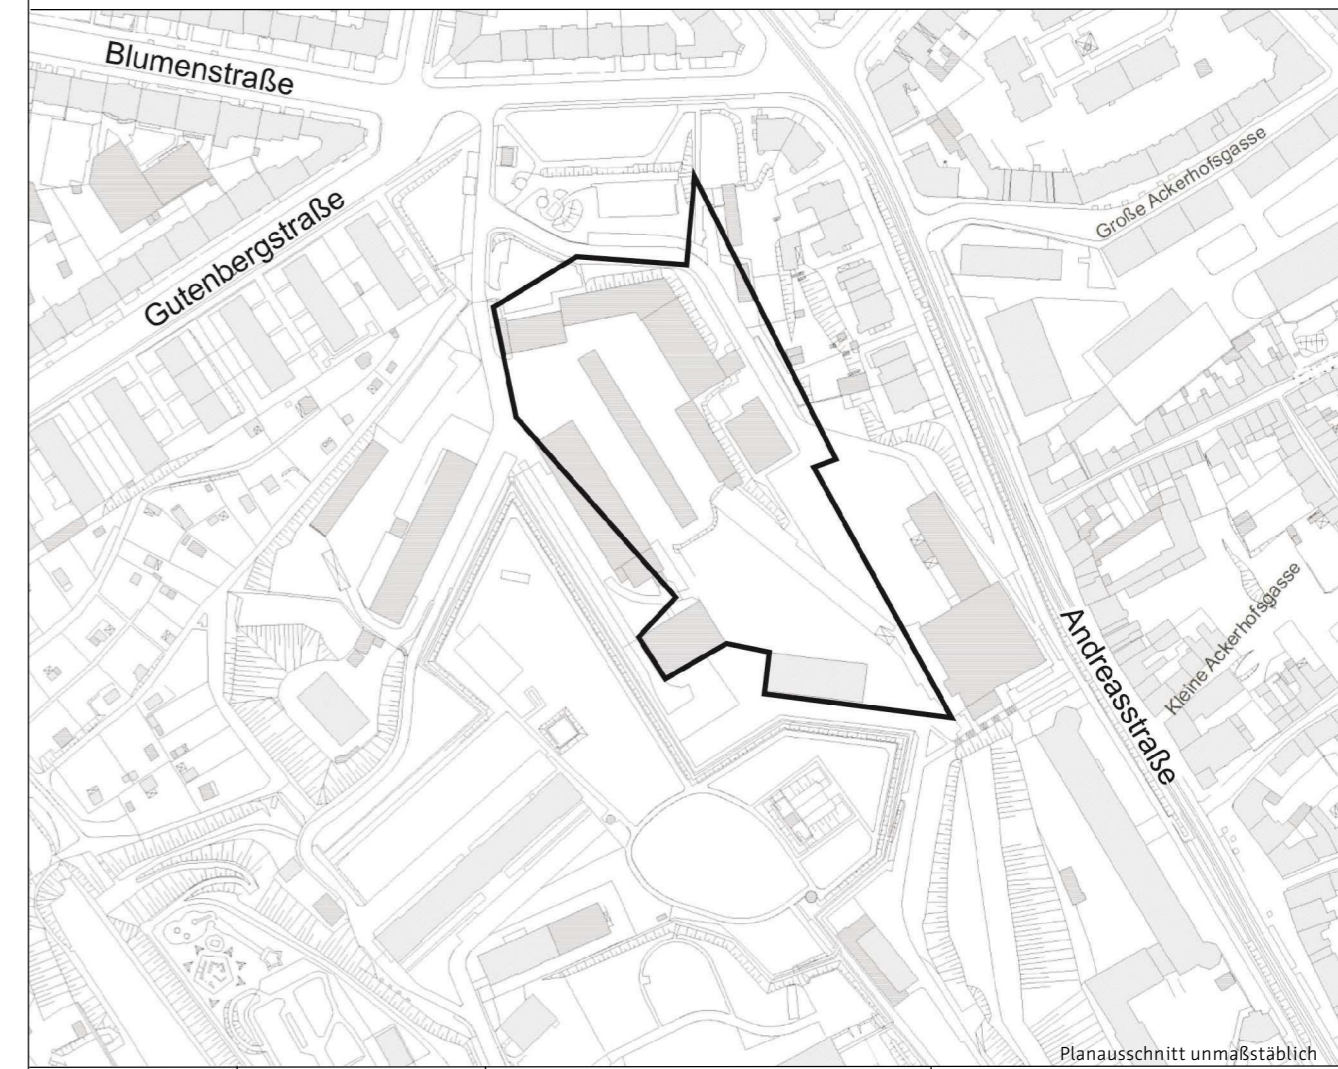 Blumenstraße
Große Ackerhofsgasse
Gutenbergstraße
Kleine Ackerhofsgasse
Andreasstraße
Planausschnitt unmaßstäblich